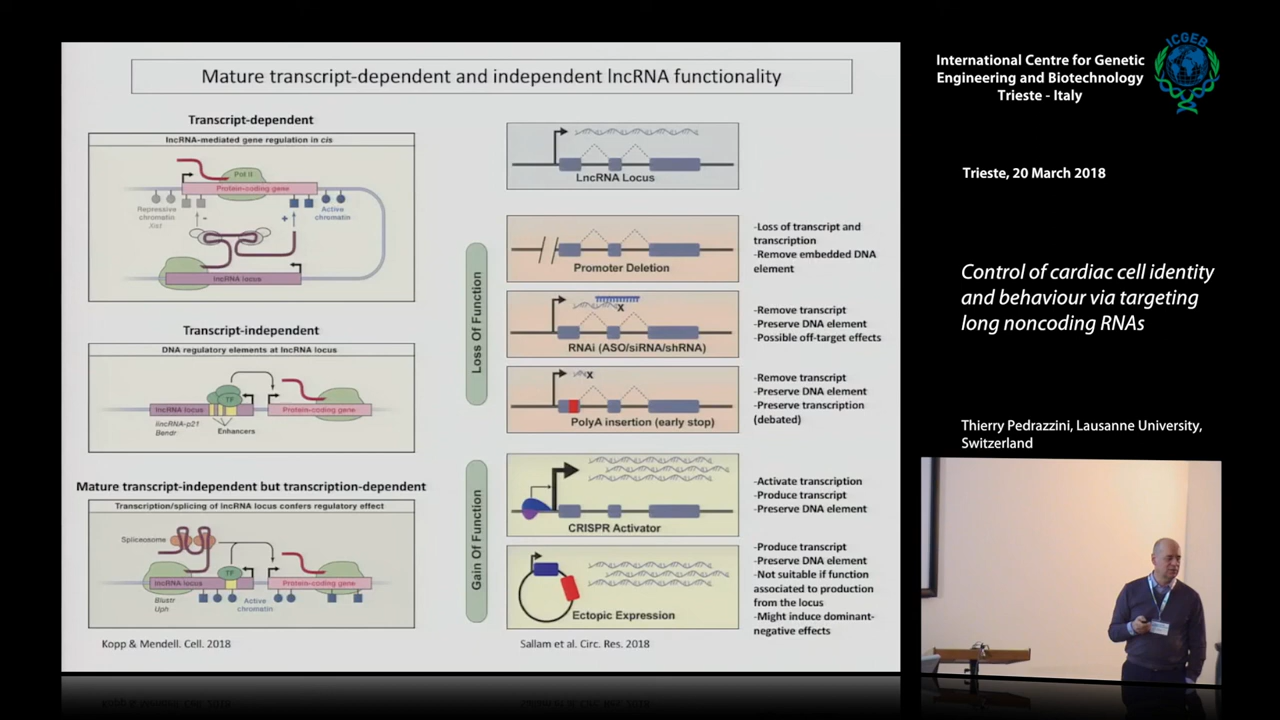 Mature transcript-dependent and independent lncRNA functionality
Transcript-dependent
lncRNA-mediated gene regulation in cis
Pol II
Protein-coding gene
Repressive
chromatin
Xist
-
+
Active
chromatin
lncRNA locus
Transcript-independent
DNA regulatory elements at lncRNA locus
TF
lncRNA locus
Protein-coding gene
lincRNA-p21
Bendr
Enhancers
Mature transcript-independent but transcription-dependent
Transcription/splicing of lncRNA locus confers regulatory effect
Spliceosome
TF
lncRNA locus
Protein-coding gene
Blustr
Uph
Active
chromatin
Kopp & Mendell. Cell. 2018
LncRNA Locus
Loss Of Function
Promoter Deletion
-Loss of transcript and
transcription
-Remove embedded DNA
element
X
RNAi (ASO/siRNA/shRNA)
-Remove transcript
-Preserve DNA element
-Possible off-target effects
X
PolyA insertion (early stop)
-Remove transcript
-Preserve DNA element
-Preserve transcription
(debated)
Gain Of Function
CRISPR Activator
-Activate transcription
-Produce transcript
-Preserve DNA element
Ectopic Expression
-Produce transcript
-Preserve DNA element
-Not suitable if function
associated to production
from the locus
-Might induce dominant-
negative effects
Sallam et al. Circ. Res. 2018
International Centre for Genetic
Engineering and Biotechnology
Trieste - Italy
ICGEB
Trieste, 20 March 2018
Control of cardiac cell identity
and behaviour via targeting
long noncoding RNAs
Thierry Pedrazzini, Lausanne University,
Switzerland